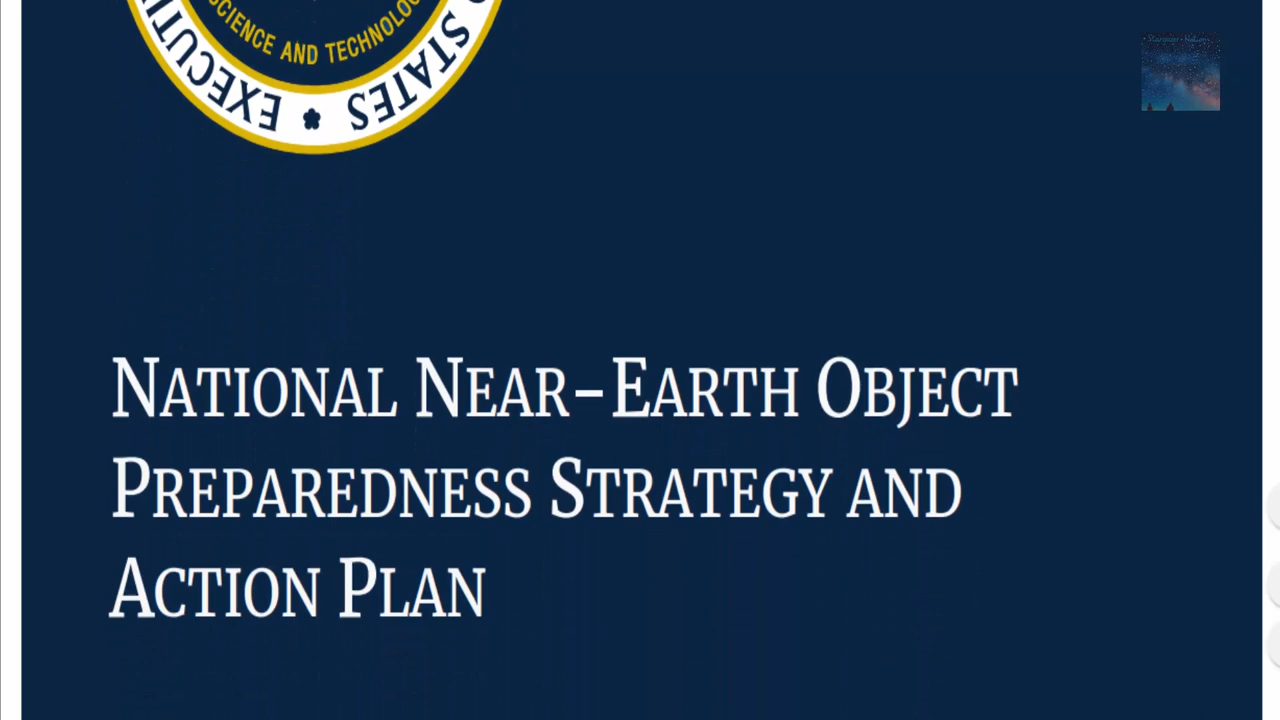 SCIENCE AND TECHNOLOG
EXECUTI
STATES
NATIONAL NEAR–EARTH OBJECT
PREPAREDNESS STRATEGY AND
ACTION PLAN